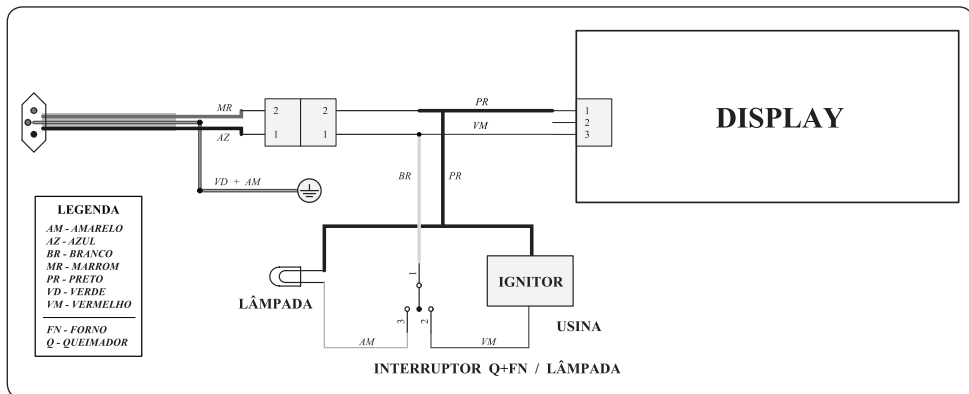 MR
2
2
PR
1
2
3
DISPLAY
AZ
1
1
VM
BR
PR
VD + AM
LEGENDA
AM - AMARELO
AZ - AZUL
BR - BRANCO
MR - MARROM
PR - PRETO
VD - VERDE
VM - VERMELHO
FN - FORNO
Q - QUEIMADOR
LÂMPADA
1
3
2
IGNITOR
USINA
AM
VM
INTERRUPTOR Q+FN / LÂMPADA